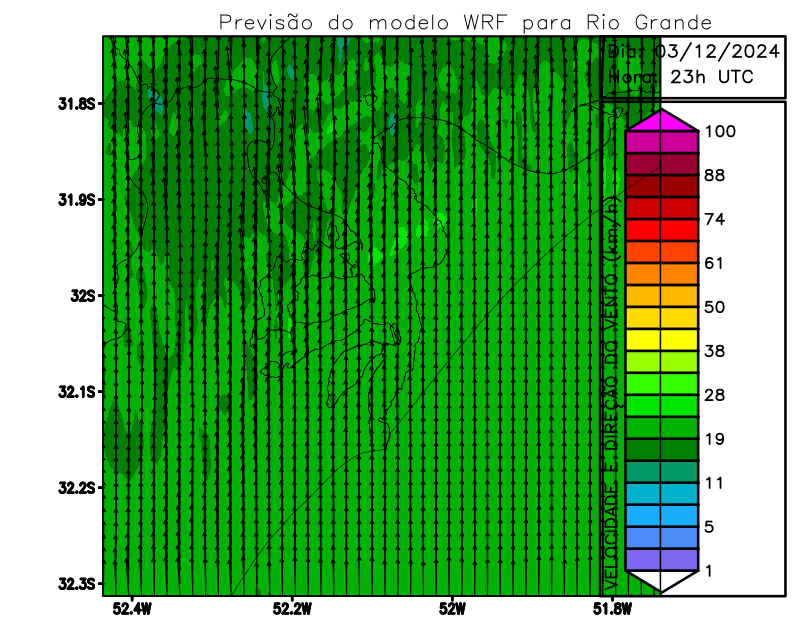 Previsão do modelo WRF para Rio Grande
Dia: 03/12/2024
Hora: 23h UTC
31.8S
31.9S
32S
32.1S
32.2S
32.3S
52.4W
52.2W
52W
51.8W
VELOCIDADE E DIREÇÃO DO VENTO (km/h)
100
88
74
61
50
38
28
19
11
5
1